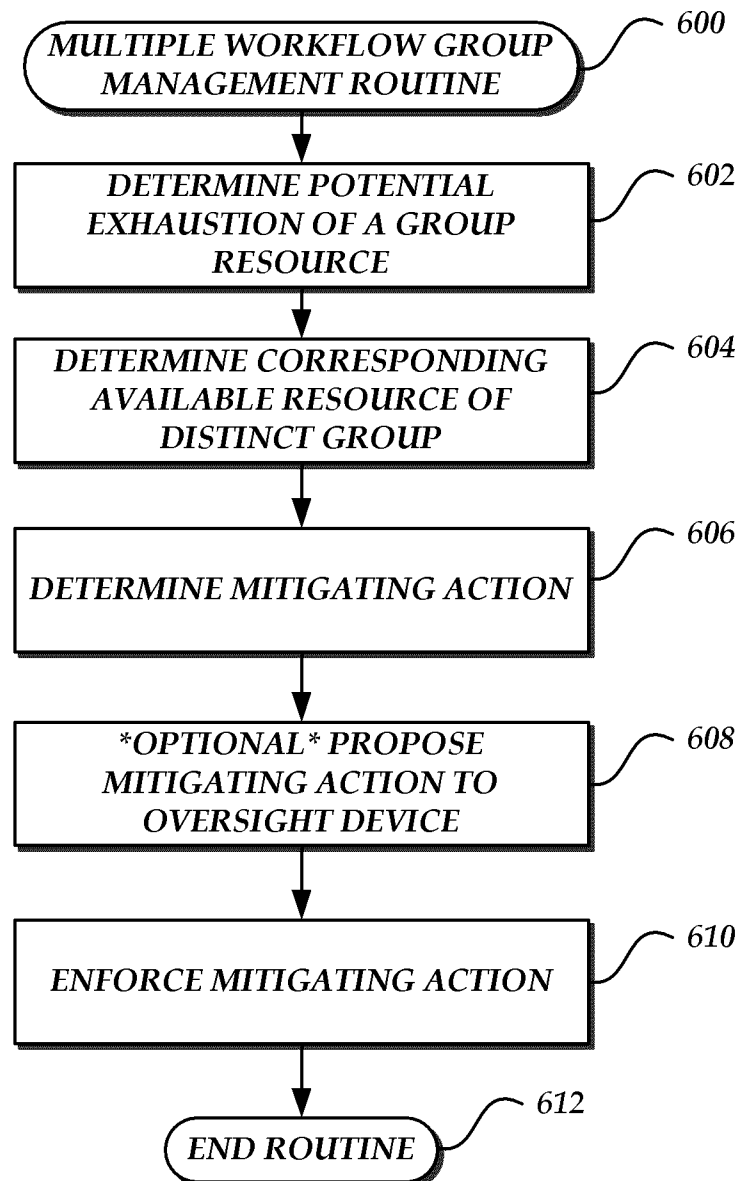 MULTIPLE WORKFLOW GROUP
MANAGEMENT ROUTINE
600
DETERMINE POTENTIAL
EXHAUSTION OF A GROUP
RESOURCE
602
DETERMINE CORRESPONDING
AVAILABLE RESOURCE OF
DISTINCT GROUP
604
DETERMINE MITIGATING ACTION
606
*OPTIONAL* PROPOSE
MITIGATING ACTION TO
OVERSIGHT DEVICE
608
ENFORCE MITIGATING ACTION
610
END ROUTINE
612